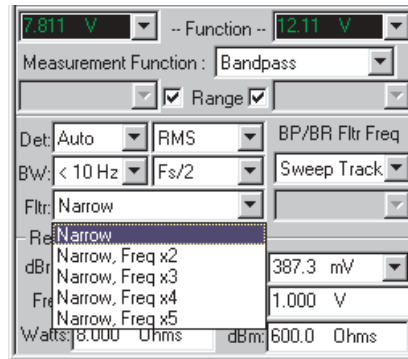 7.811 V -- Function -- 12.11 V
Measurement Function : Bandpass
Range
Det: Auto RMS BP/BR Fltr Freq
BW: < 10 Hz Fs/2 Sweep Track
Fltr: Narrow
Re Narrow
Narrow, Freq x2
dBr Narrow, Freq x3 387.3 mV
Fre Narrow, Freq x4 1.000 V
Narrow, Freq x5
Watts: 8.000 Ohms dBm: 600.0 Ohms